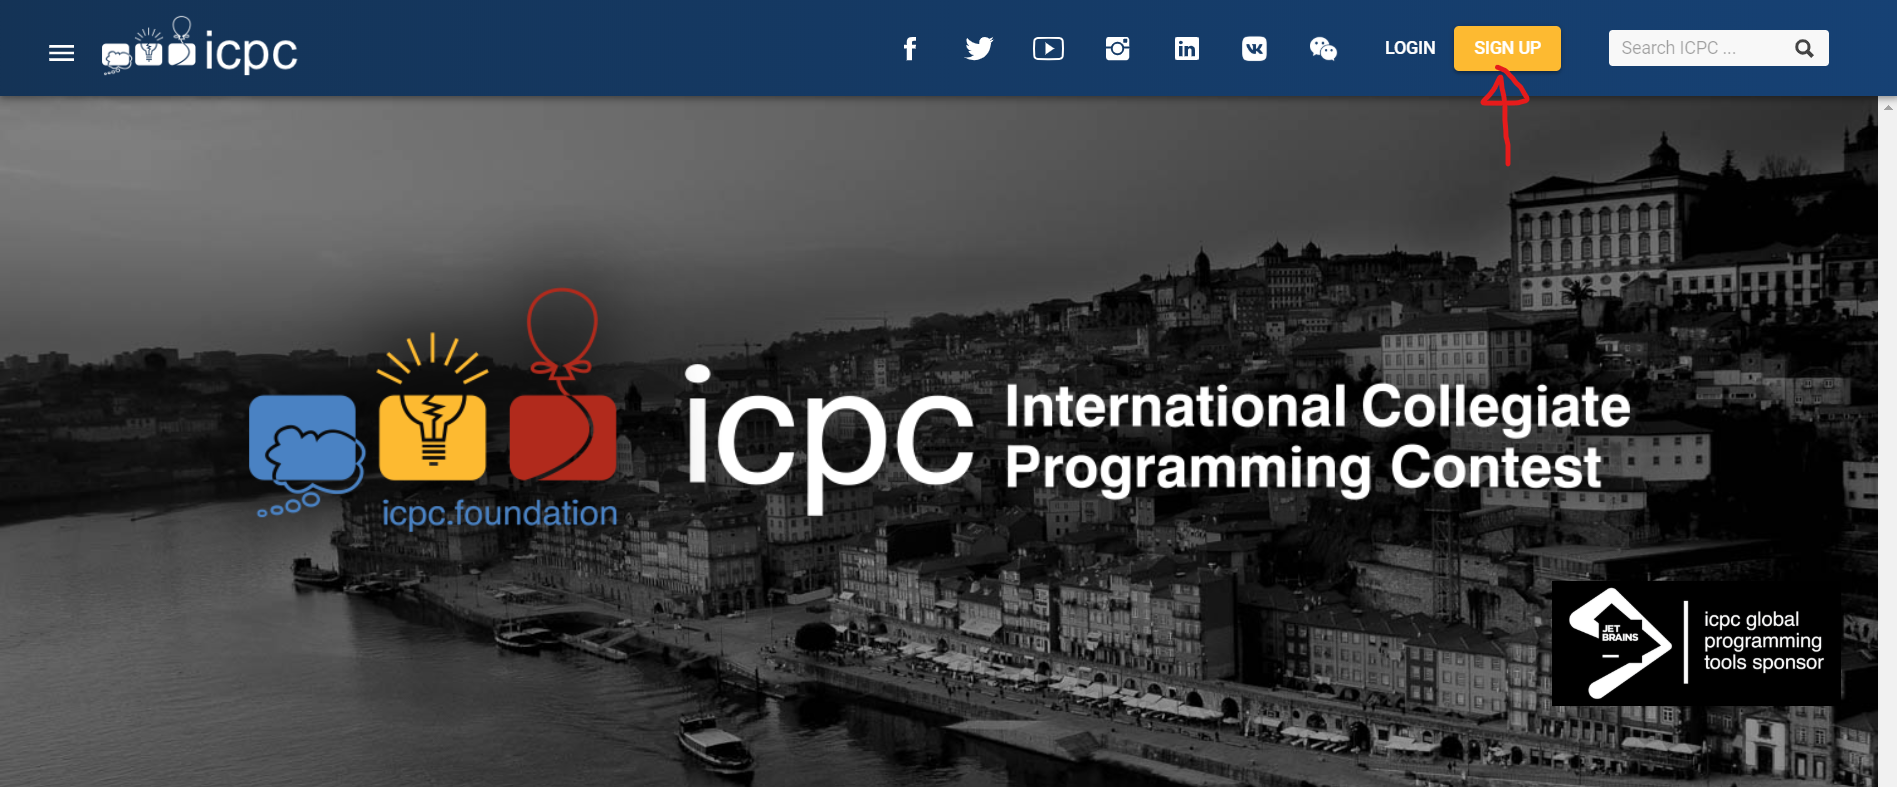 icpc
LOGIN
SIGN UP
Search ICPC ...
icpc
International Collegiate
Programming Contest
icpc.foundation
JET
BRAINS
icpc global
programming
tools sponsor